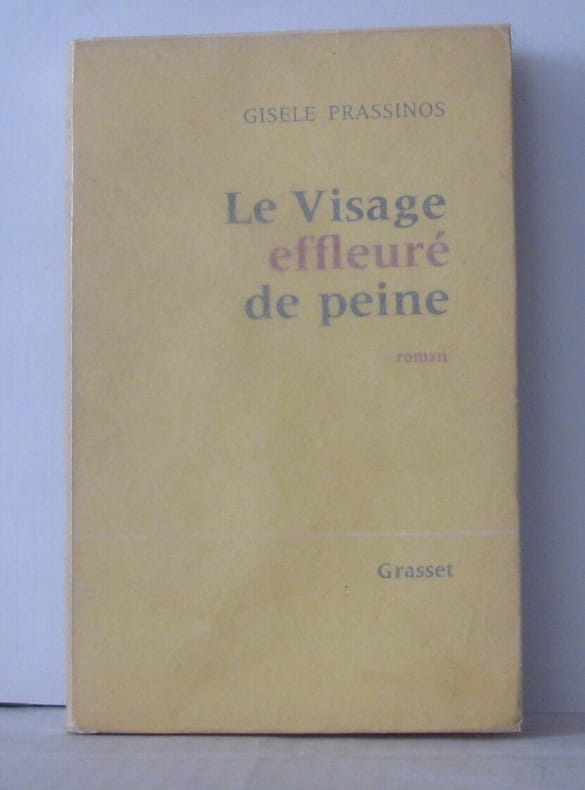 GISÈLE PRASSINOS
Le Visage
effleuré
de peine
roman
Grasset